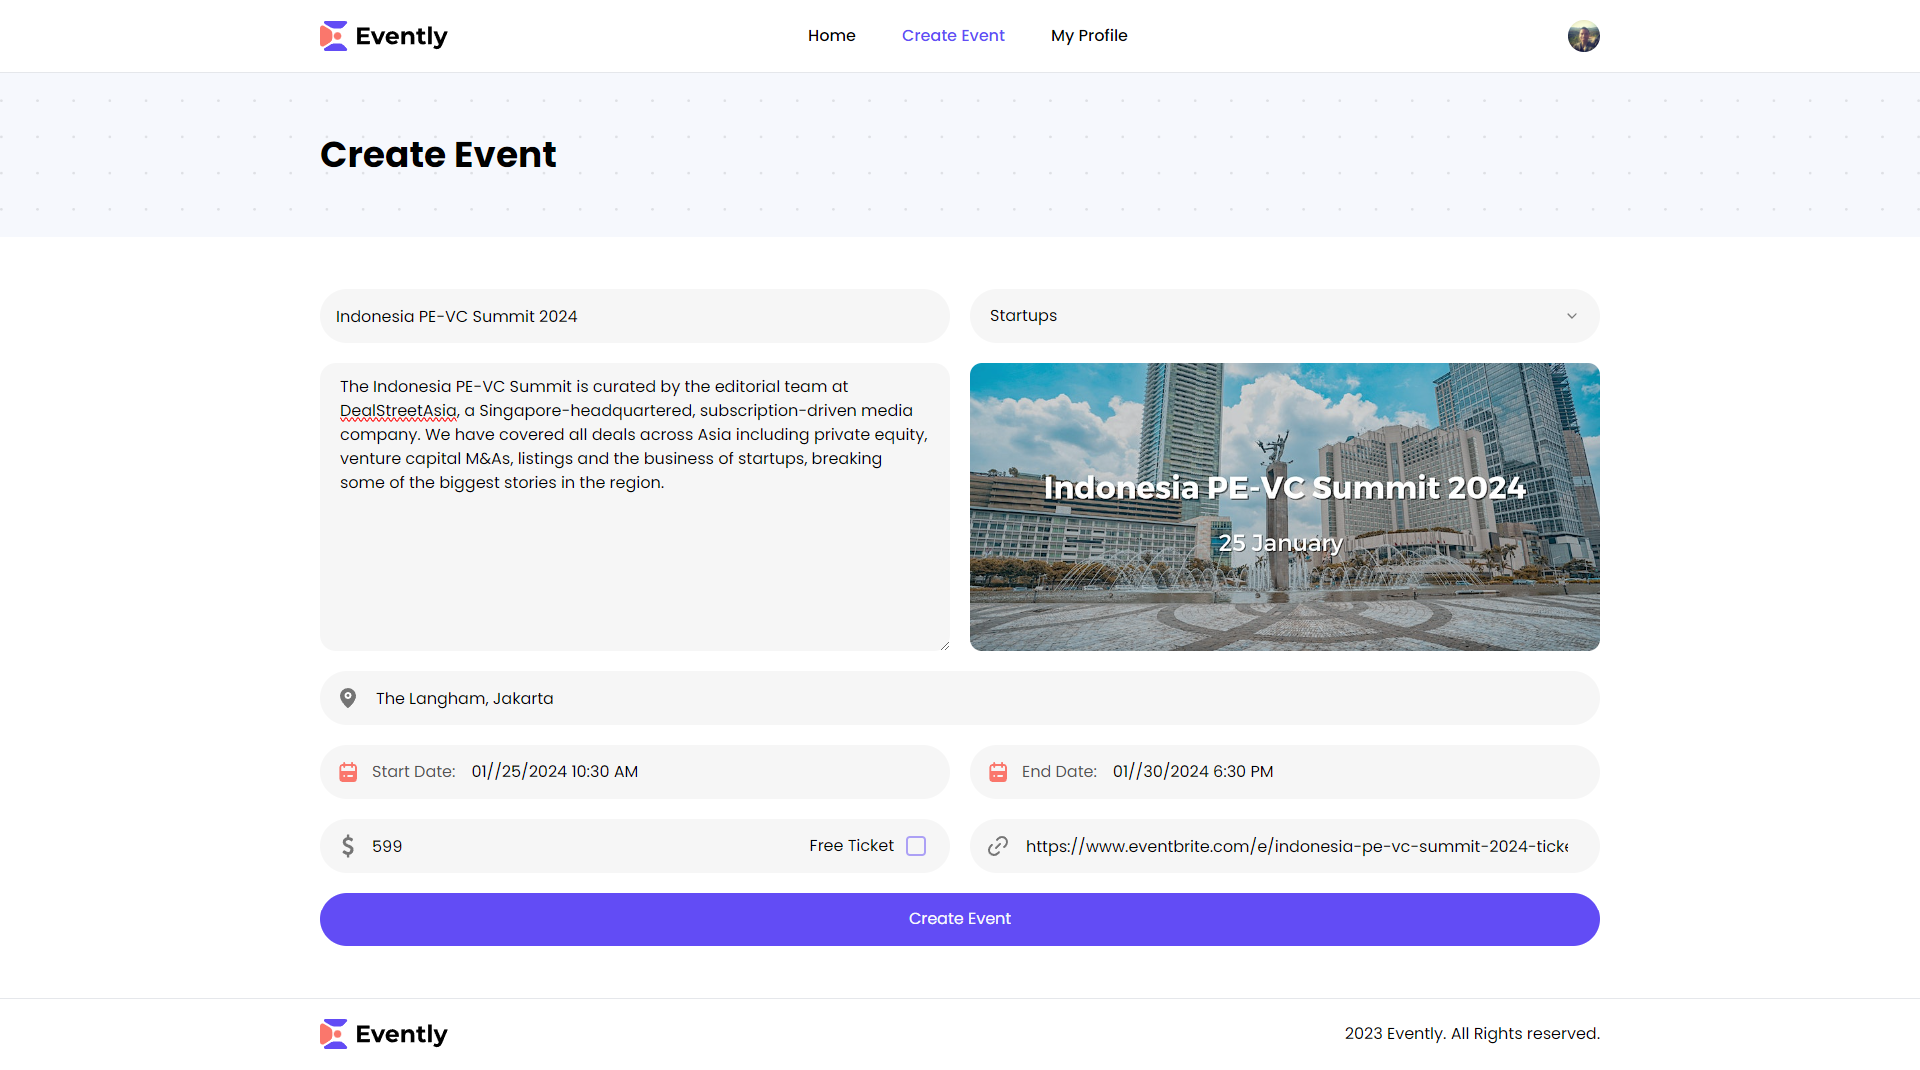 Evently
Home
Create Event
My Profile
Create Event
Indonesia PE-VC Summit 2024
Startups
The Indonesia PE-VC Summit is curated by the editorial team at
DealStreetAsia, a Singapore-headquartered, subscription-driven media
company. We have covered all deals across Asia including private equity,
venture capital M&As, listings and the business of startups, breaking
some of the biggest stories in the region.
Indonesia PE-VC Summit 2024
25 January
The Langham, Jakarta
Start Date: 01//25/2024 10:30 AM
End Date: 01//30/2024 6:30 PM
$ 599
Free Ticket
https://www.eventbrite.com/e/indonesia-pe-vc-summit-2024-ticke
Create Event
Evently
2023 Evently. All Rights reserved.